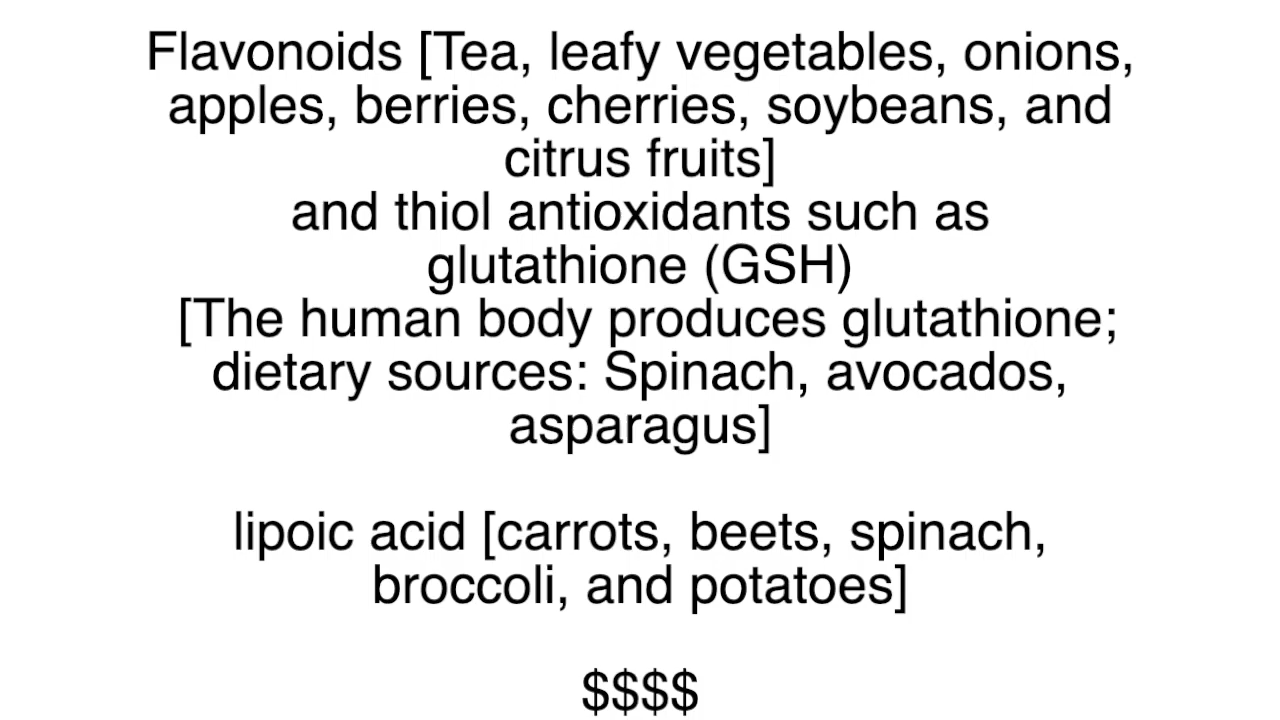 Flavonoids [Tea, leafy vegetables, onions,
apples, berries, cherries, soybeans, and
citrus fruits]
and thiol antioxidants such as
glutathione (GSH)
[The human body produces glutathione;
dietary sources: Spinach, avocados,
asparagus]
lipoic acid [carrots, beets, spinach,
broccoli, and potatoes]
$$$$